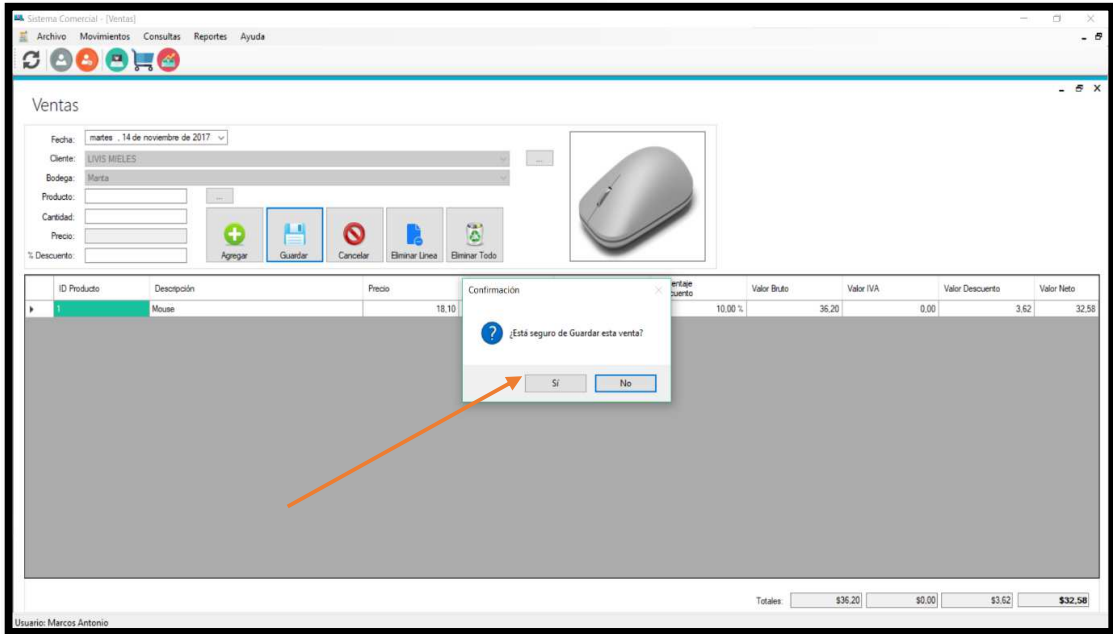 Sistema Comercial - [Ventas]
Archivo Movimientos Consultas Reportes Ayuda
Ventas
Fecha: martes , 14 de noviembre de 2017
Cliente: LIVIS MIELES ...
Bodega: Manta
Producto: ...
Cantidad:
Precio:
% Descuento:
Agregar Guardar Cancelar Eliminar Linea Eliminar Todo
ID Producto Descripción Precio Valor Bruto Valor IVA Valor Descuento Valor Neto
1 Mouse 18,10 10,00 % 36,20 0,00 3,62 32,58
Confirmación
? ¿Está seguro de Guardar esta venta?
Sí No
Totales: $36,20 $0,00 $3,62 $32,58
Usuario: Marcos Antonio